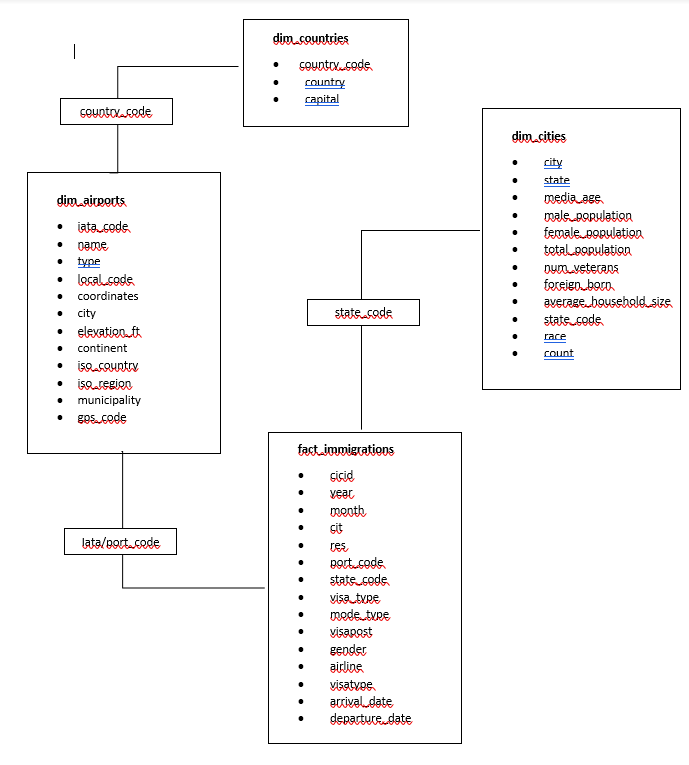 dim_countries
country_code
country
capital
country_code
dim_cities
city
state
media_age
male_population
female_population
total_population
num_veterans
foreign_born
average_household_size
state_code
race
count
dim_airports
iata_code
name
type
local_code
coordinates
city
elevation_ft
continent
iso_country
iso_region
municipality
gps_code
state_code
fact_immigrations
cicid
year
month
cit
res
port_code
state_code
visa_type
mode_type
visapost
gender
airline
visatype
arrival_date
departure_date
Iata/port_code